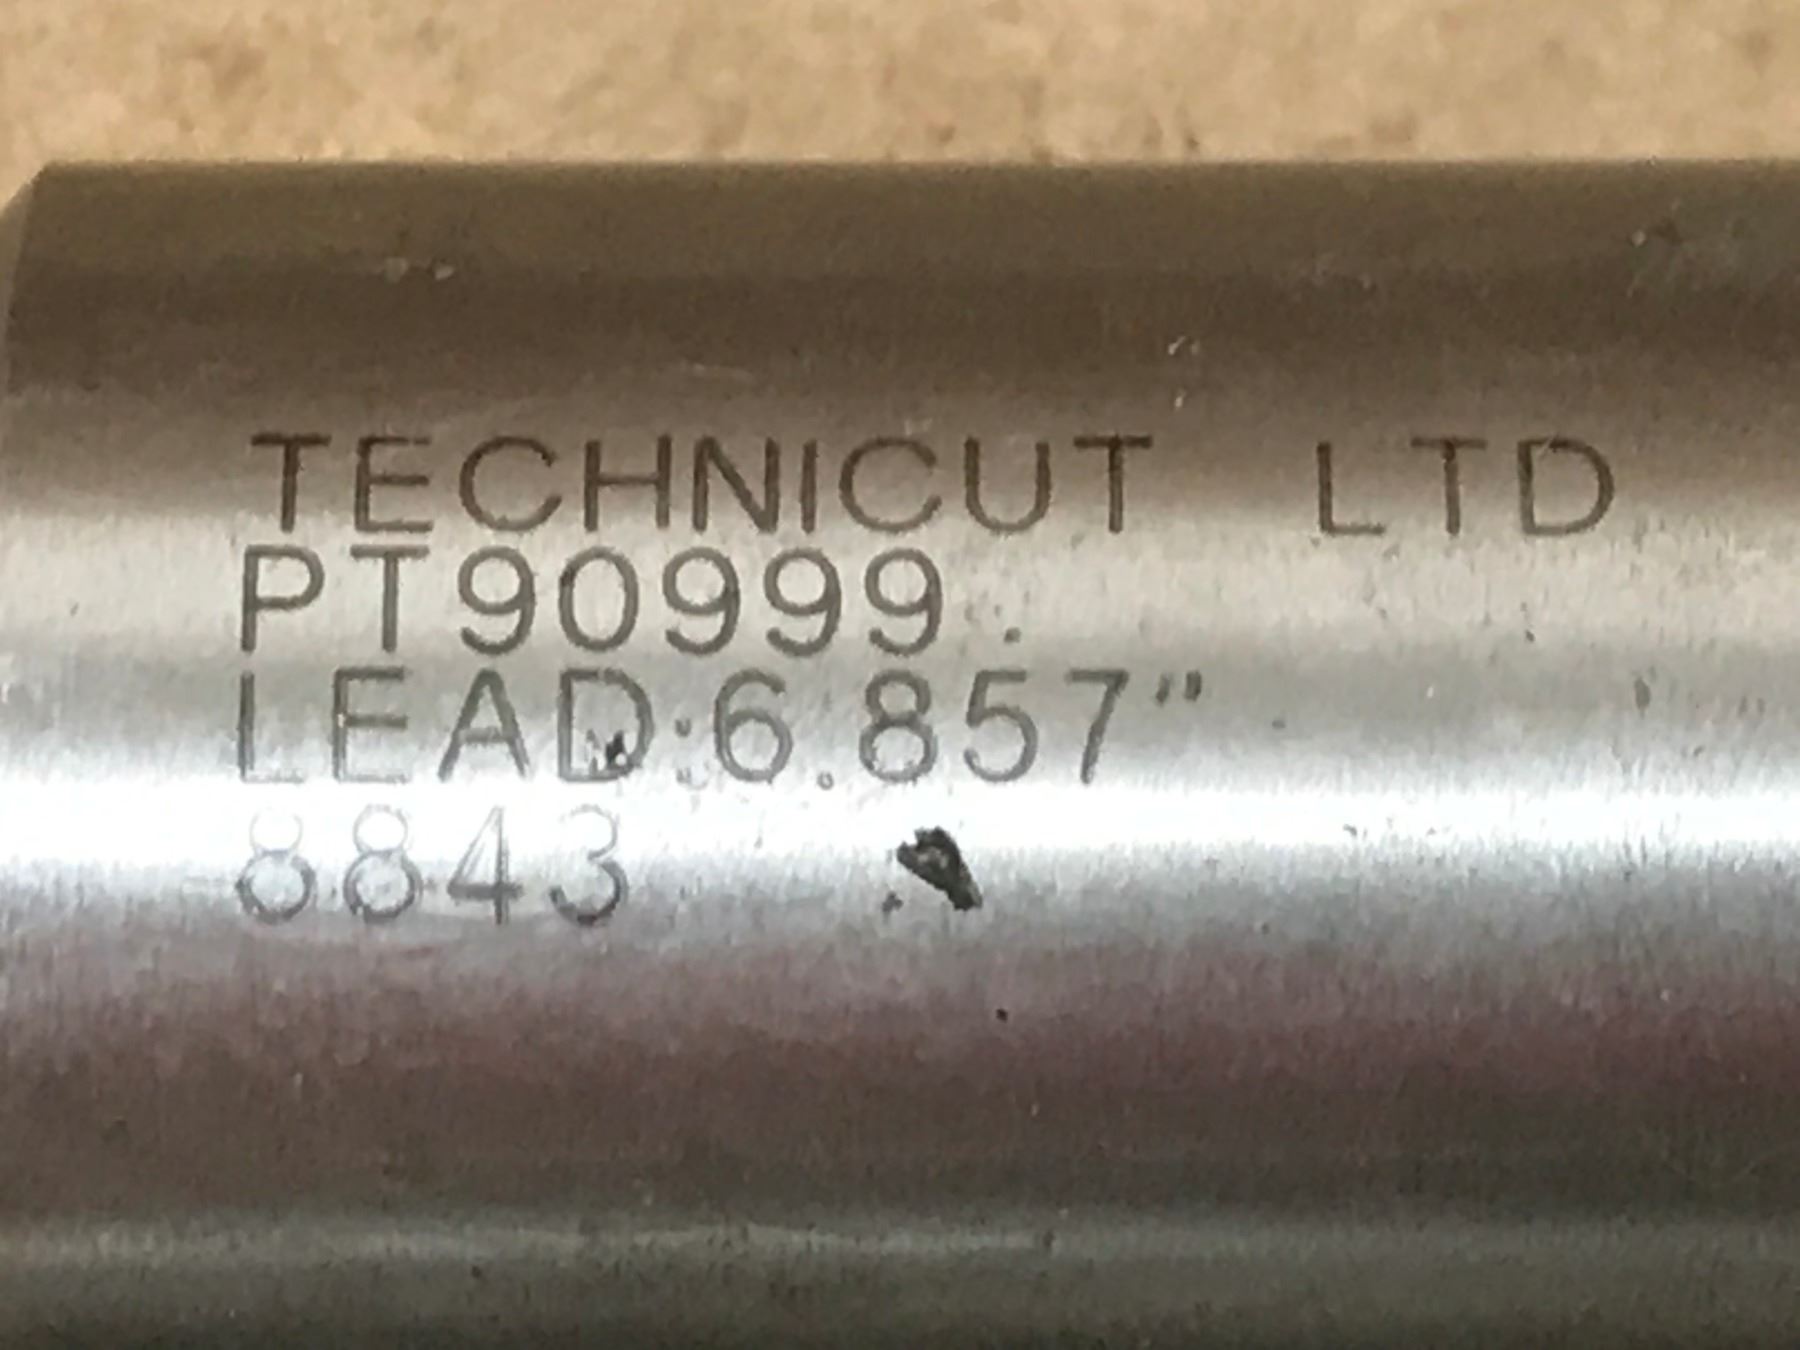 TECHNICUT LTD
PT90999
LEAD:6.857"
8843